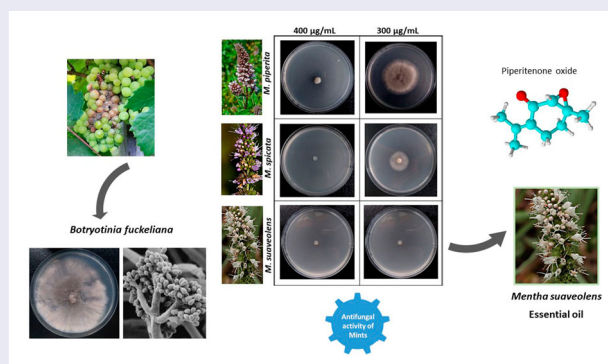 400 µg/mL
300 µg/mL
M. piperita
M. spicata
M. suaveolens
Piperitenone oxide
Botryotinia fuckeliana
Mentha suaveolens
Essential oil
Antifungal
activity of
Mints